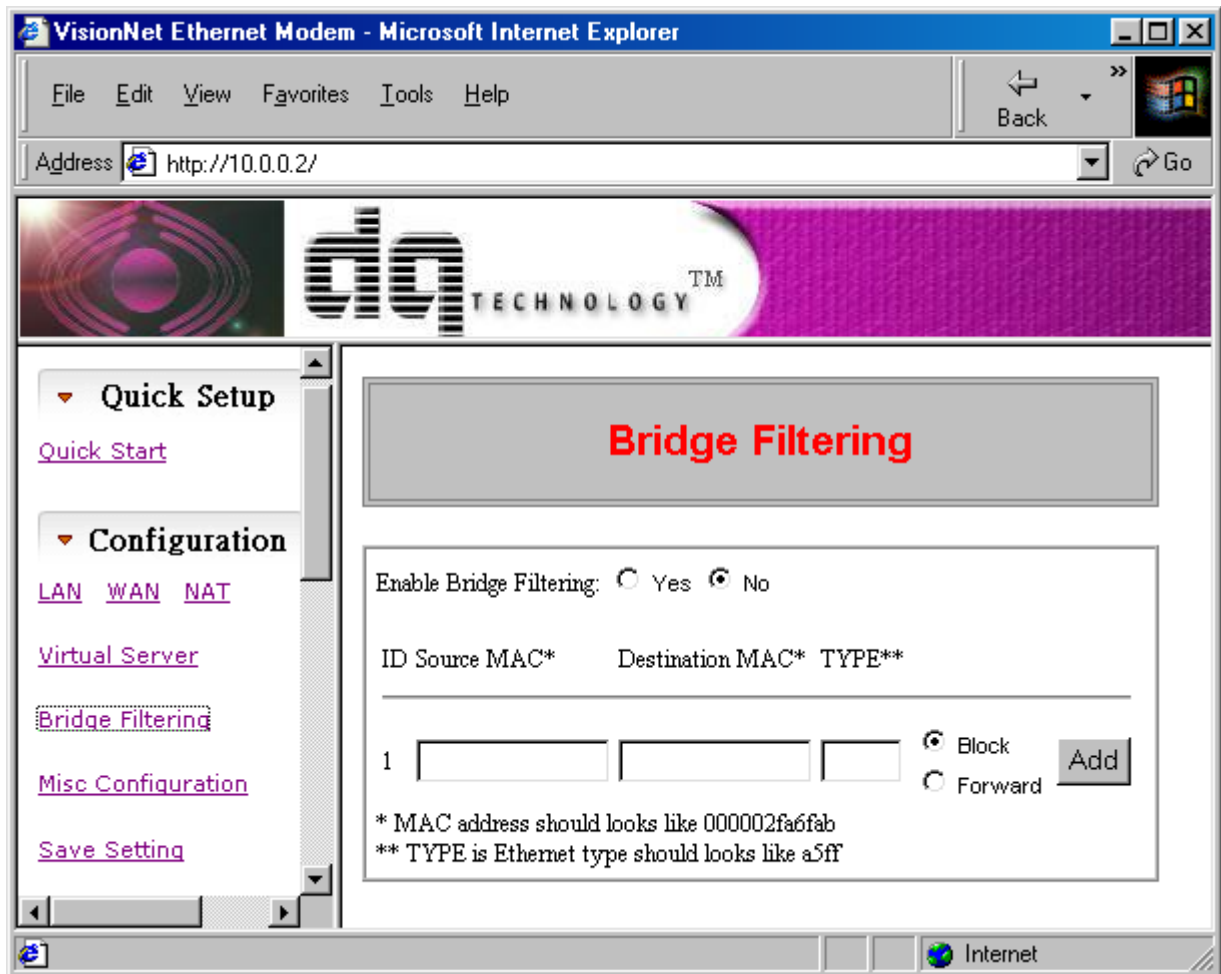 VisionNet Ethernet Modem - Microsoft Internet Explorer
File Edit View Favorites Tools Help
Back
»
Address http://10.0.0.2/ Go
dq TECHNOLOGY TM
Quick Setup
Quick Start
Configuration
LAN WAN NAT
Virtual Server
Bridge Filtering
Misc Configuration
Save Setting
Bridge Filtering
Enable Bridge Filtering: Yes No
ID Source MAC* Destination MAC* TYPE**
1 Block Forward Add
* MAC address should looks like 000002fa6fab
** TYPE is Ethernet type should looks like a5ff
Internet